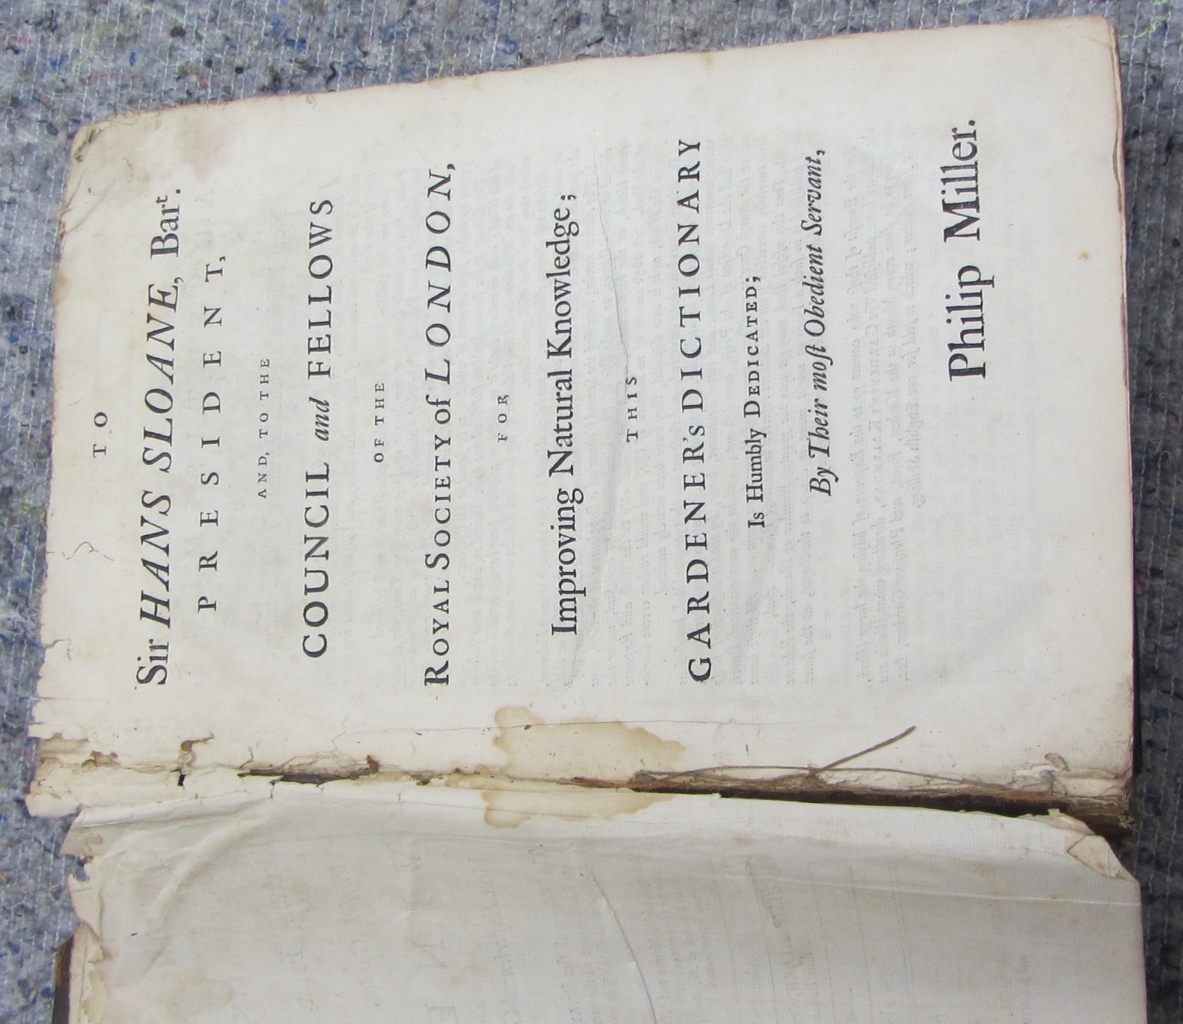 TO
Sir HANS SLOANE, Bart.
PRESIDENT,
AND, TO THE
COUNCIL and FELLOWS
OF THE
ROYAL SOCIETY of LONDON,
FOR
Improving Natural Knowledge;
THIS
GARDENER's DICTIONARY
Is Humbly DEDICATED;
By Their moſt Obedient Servant,
Philip Miller.